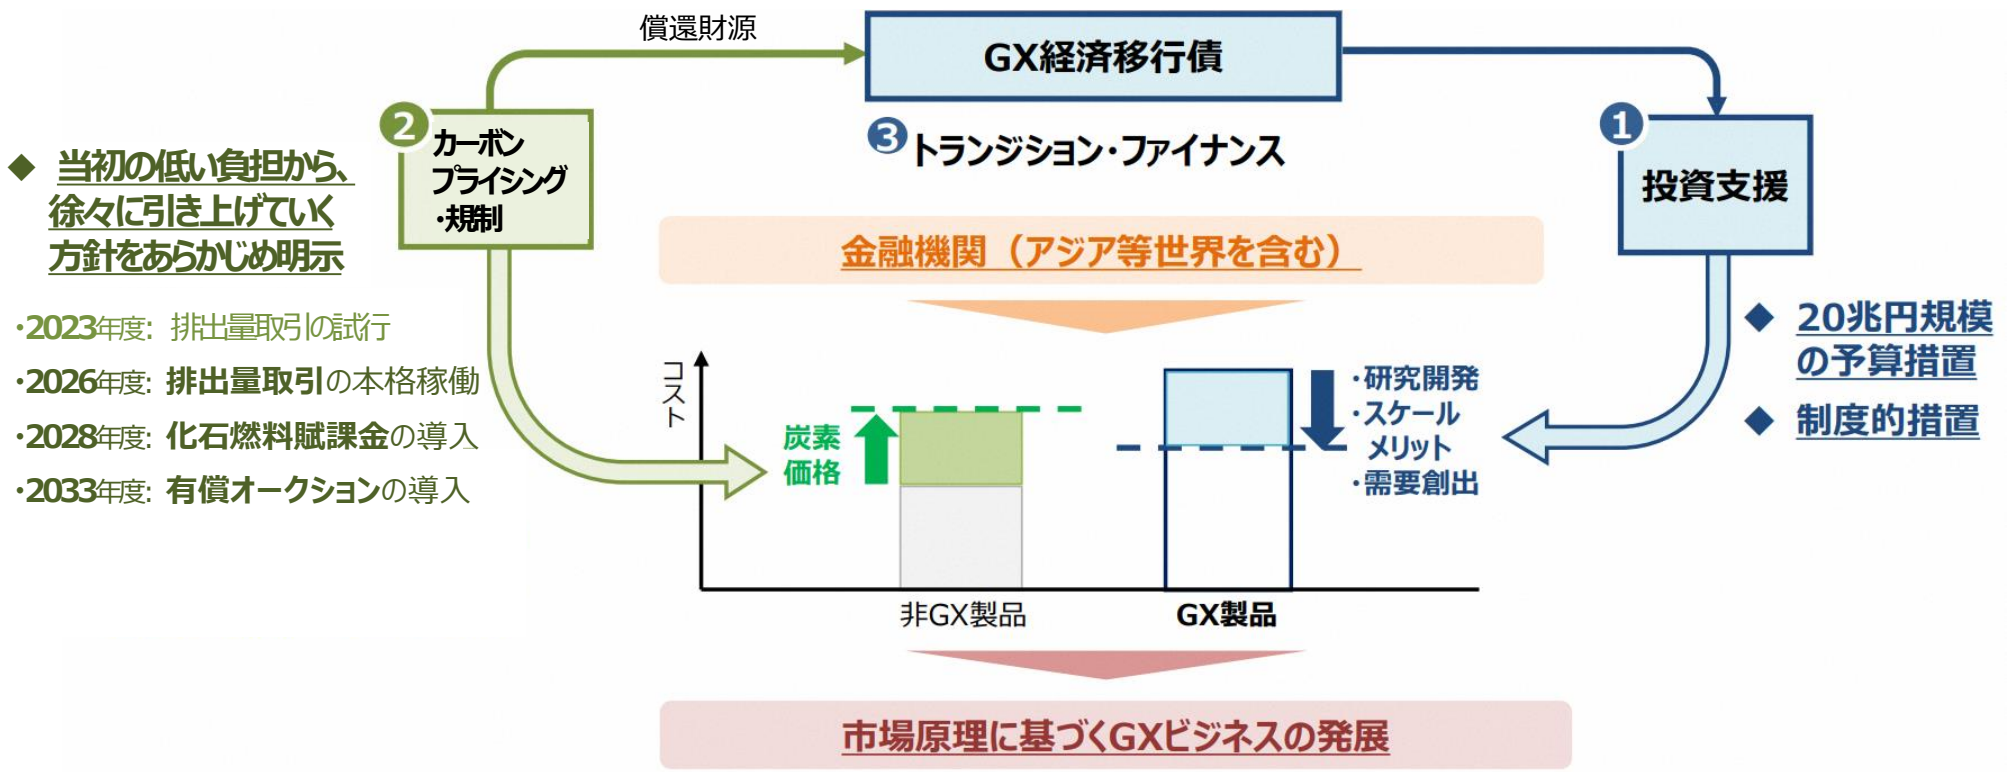 償還財源
GX経済移行債
❷
カーボン
プライシング
・規制
❸トランジション・ファイナンス
❶
投資支援
◆ 当初の低い負担から、
徐々に引き上げていく
方針をあらかじめ明示
・2023年度: 排出量取引の試行
・2026年度: 排出量取引の本格稼働
・2028年度: 化石燃料賦課金の導入
・2033年度: 有償オークションの導入
金融機関（アジア等世界を含む）
コスト
炭素
価格
・研究開発
・スケール
メリット
・需要創出
非GX製品
GX製品
◆ 20兆円規模
の予算措置
◆ 制度的措置
市場原理に基づくGXビジネスの発展